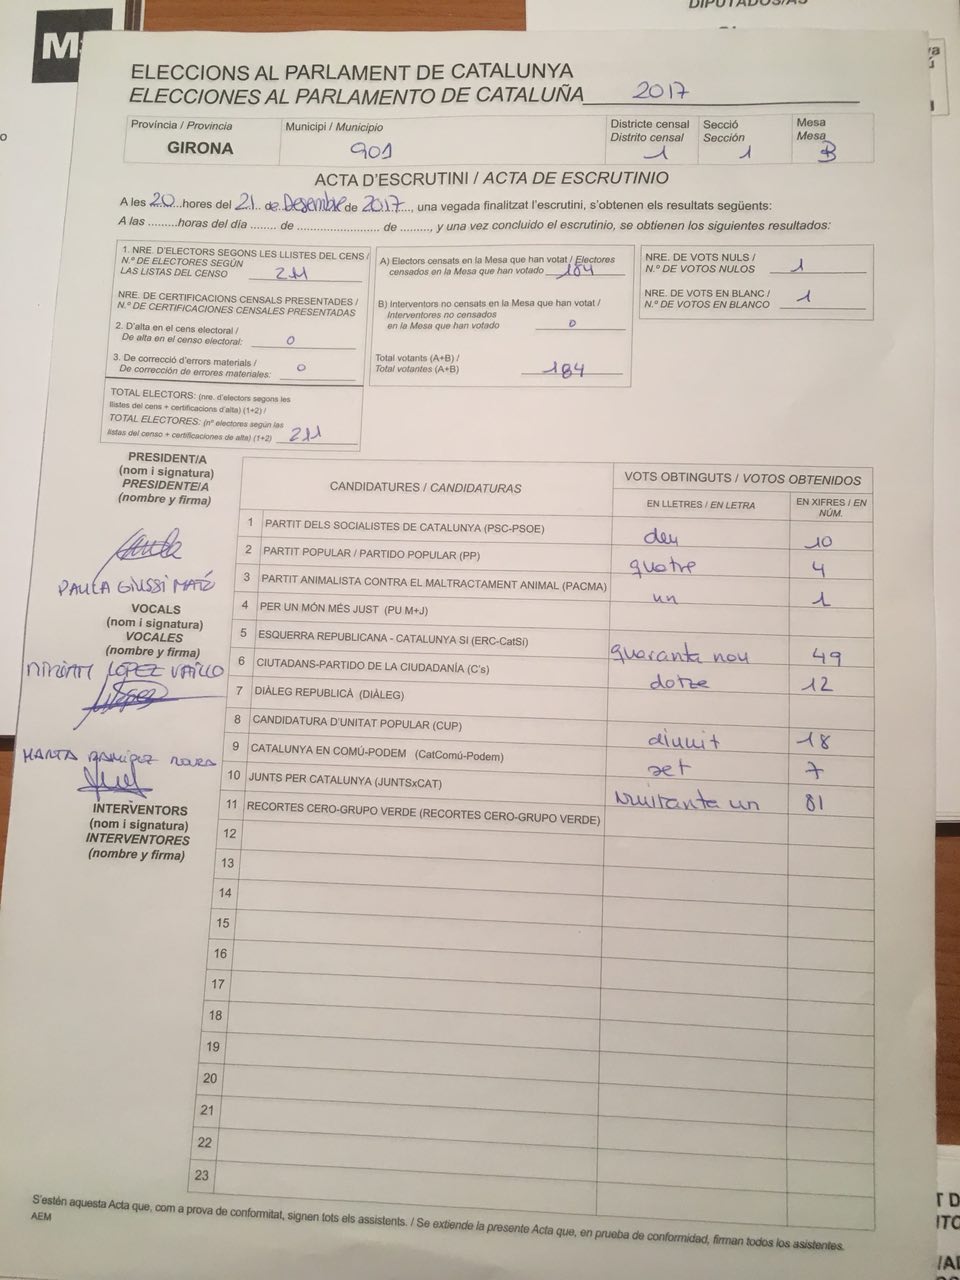 DIPUTADOS/AS
M
ELECCIONS AL PARLAMENT DE CATALUNYA
ELECCIONES AL PARLAMENTO DE CATALUÑA 2017
Província / Provincia
GIRONA
Municipi / Municipio
901
Districte censal
Distrito censal
1
Secció
Sección
1
Mesa
Mesa
B
ACTA D'ESCRUTINI / ACTA DE ESCRUTINIO
A les 20 hores del 21 de Desembre de 2017, una vegada finalitzat l'escrutini, s'obtenen els resultats següents:
A las ......... horas del día ........ de ......................... de ........., y una vez concluido el escrutinio, se obtienen los siguientes resultados:
1. NRE. D'ELECTORS SEGONS LES LLISTES DEL CENS /
N.º DE ELECTORES SEGÚN
LAS LISTAS DEL CENSO 211
NRE. DE CERTIFICACIONS CENSALS PRESENTADES /
N.º DE CERTIFICACIONES CENSALES PRESENTADAS
2. D'alta en el cens electoral /
De alta en el censo electoral: 0
3. De correcció d'errors materials /
De corrección de errores materiales: 0
TOTAL ELECTORS: (nre. d'electors segons les
llistes del cens + certificacions d'alta) (1+2) /
TOTAL ELECTORES: (nº electores según las
listas del censo + certificaciones de alta) (1+2) 211
A) Electors censats en la Mesa que han votat / Electores
censados en la Mesa que han votado 184
B) Interventors no censats en la Mesa que han votat /
Interventores no censados
en la Mesa que han votado 0
Total votants (A+B) /
Total votantes (A+B) 184
NRE. DE VOTS NULS /
N.º DE VOTOS NULOS 1
NRE. DE VOTS EN BLANC /
N.º DE VOTOS EN BLANCO 1
PRESIDENT/A
(nom i signatura)
PRESIDENTE/A
(nombre y firma)
PAULA GIUSSI MATÓ
VOCALS
(nom i signatura)
VOCALES
(nombre y firma)
MIRIAM LÓPEZ VAÍLLO
MARTA RAMÍREZ ROURA
INTERVENTORS
(nom i signatura)
INTERVENTORES
(nombre y firma)
CANDIDATURES / CANDIDATURAS
VOTS OBTINGUTS / VOTOS OBTENIDOS
EN LLETRES / EN LETRA
EN XIFRES / EN NÚM.
1 PARTIT DELS SOCIALISTES DE CATALUNYA (PSC-PSOE) deu 10
2 PARTIT POPULAR / PARTIDO POPULAR (PP) quatre 4
3 PARTIT ANIMALISTA CONTRA EL MALTRACTAMENT ANIMAL (PACMA) un 1
4 PER UN MÓN MÉS JUST (PU M+J)
5 ESQUERRA REPUBLICANA - CATALUNYA SI (ERC-CatSí) quaranta nou 49
6 CIUTADANS-PARTIDO DE LA CIUDADANÍA (C's) dotze 12
7 DIÀLEG REPUBLICÀ (DIÀLEG)
8 CANDIDATURA D'UNITAT POPULAR (CUP) divuit 18
9 CATALUNYA EN COMÚ-PODEM (CatComú-Podem) set 7
10 JUNTS PER CATALUNYA (JUNTSxCAT) vuitanta un 81
11 RECORTES CERO-GRUPO VERDE (RECORTES CERO-GRUPO VERDE)
12
13
14
15
16
17
18
19
20
21
22
23
S'estén aquesta Acta que, com a prova de conformitat, signen tots els assistents. / Se extiende la presente Acta que, en prueba de conformidad, firman todos los asistentes.
AEM